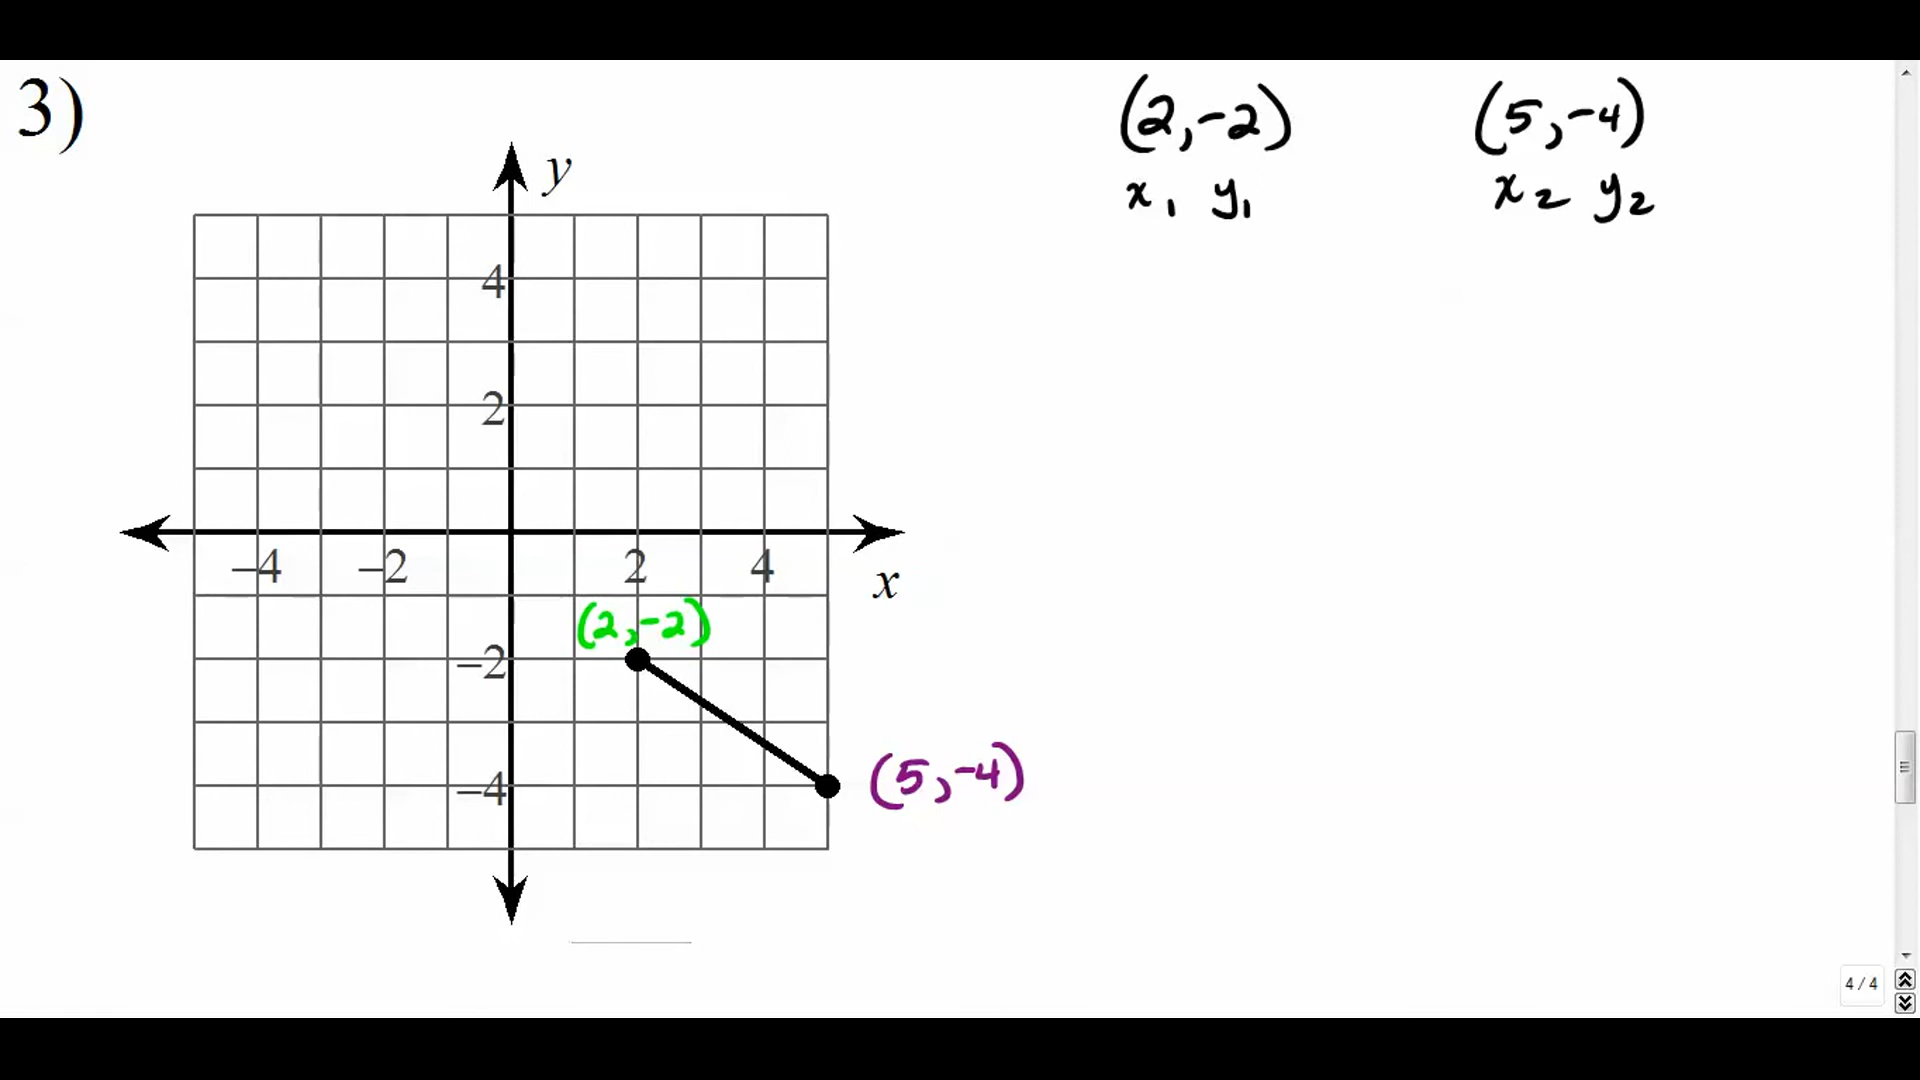 3)
(2,-2) (5,-4)
x1 y1 x2 y2
y
4
2
–4 –2 2 4
x
(2,-2)
–2
(5,-4)
–4
4 / 4